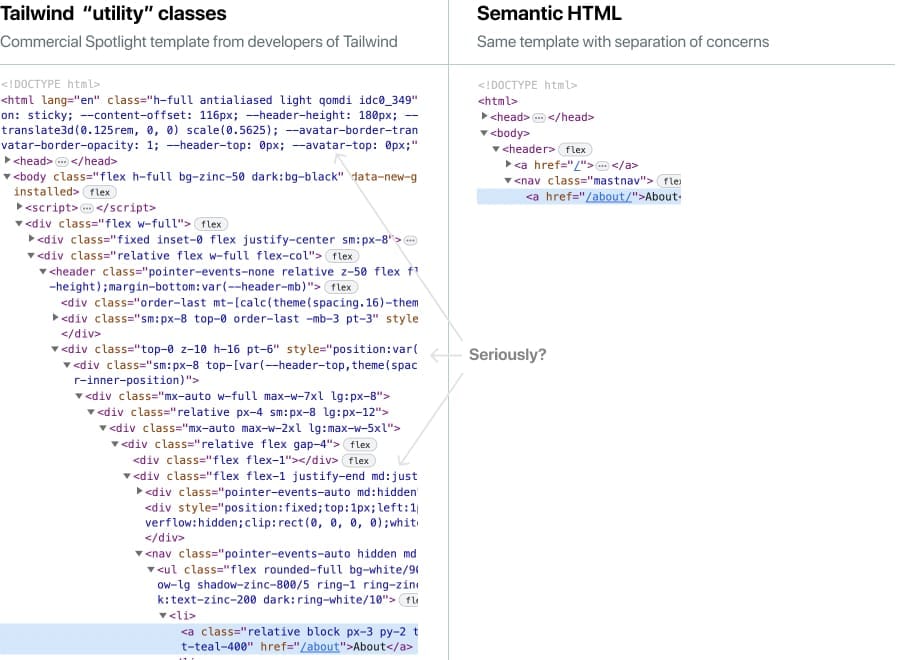 Tailwind “utility” classes
Commercial Spotlight template from developers of Tailwind
<!DOCTYPE html>
<html lang="en" class="h-full antialiased light qomdi idc0_349"
on: sticky; --content-offset: 116px; --header-height: 180px; --
translate3d(0.125rem, 0, 0) scale(0.5625); --avatar-border-tran
vatar-border-opacity: 1; --header-top: 0px; --avatar-top: 0px;"
<head> ⋯ </head>
<body class="flex h-full bg-zinc-50 dark:bg-black" data-new-g
installed> flex
<script> ⋯ </script>
<div class="flex w-full"> flex
<div class="fixed inset-0 flex justify-center sm:px-8"> ⋯
<div class="relative flex w-full flex-col"> flex
<header class="pointer-events-none relative z-50 flex f
-height);margin-bottom:var(--header-mb)"> flex
<div class="order-last mt-[calc(theme(spacing.16)-them
<div class="sm:px-8 top-0 order-last -mb-3 pt-3" style
</div>
<div class="top-0 z-10 h-16 pt-6" style="position:var(
<div class="sm:px-8 top-[var(--header-top,theme(spac
r-inner-position)">
<div class="mx-auto w-full max-w-7xl lg:px-8">
<div class="relative px-4 sm:px-8 lg:px-12">
<div class="mx-auto max-w-2xl lg:max-w-5xl">
<div class="relative flex gap-4"> flex
<div class="flex flex-1"></div> flex
<div class="flex flex-1 justify-end md:just
<div class="pointer-events-auto md:hidden"
<div style="position:fixed;top:1px;left:1p
verflow:hidden;clip:rect(0, 0, 0, 0);white
</div>
<nav class="pointer-events-auto hidden md
<ul class="flex rounded-full bg-white/90
ow-lg shadow-zinc-800/5 ring-1 ring-zinc
k:text-zinc-200 dark:ring-white/10"> fle
<li>
<a class="relative block px-3 py-2 t
t-teal-400" href="/about">About</a>
Semantic HTML
Same template with separation of concerns
<!DOCTYPE html>
<html>
<head> ⋯ </head>
<body>
<header> flex
<a href="/"> ⋯ </a>
<nav class="mastnav"> flex
<a href="/about/">About<
Seriously?